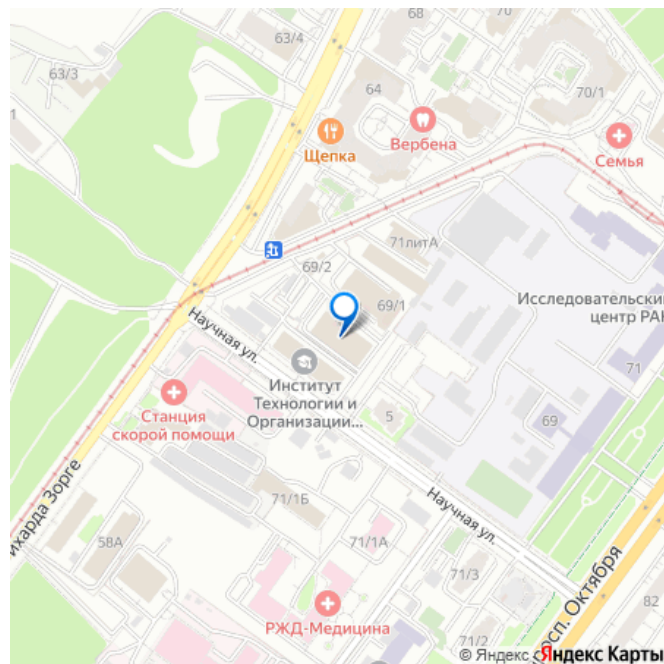 68
63/4
63/3
64
70/1
1
Вербена
Щепка
Семья
71литА
69/2
69/1
Исследовательский
центр РАН
Научная ул.
71
Институт
Технологии и
Организации...
5
69
Станция
скорой помощи
71/1Б
Научная ул.
ихарда Зорге
58А
71/1А
71/3
просп. Октября
82
РЖД-Медицина
71/2
© Яндекс
Яндекс Карты